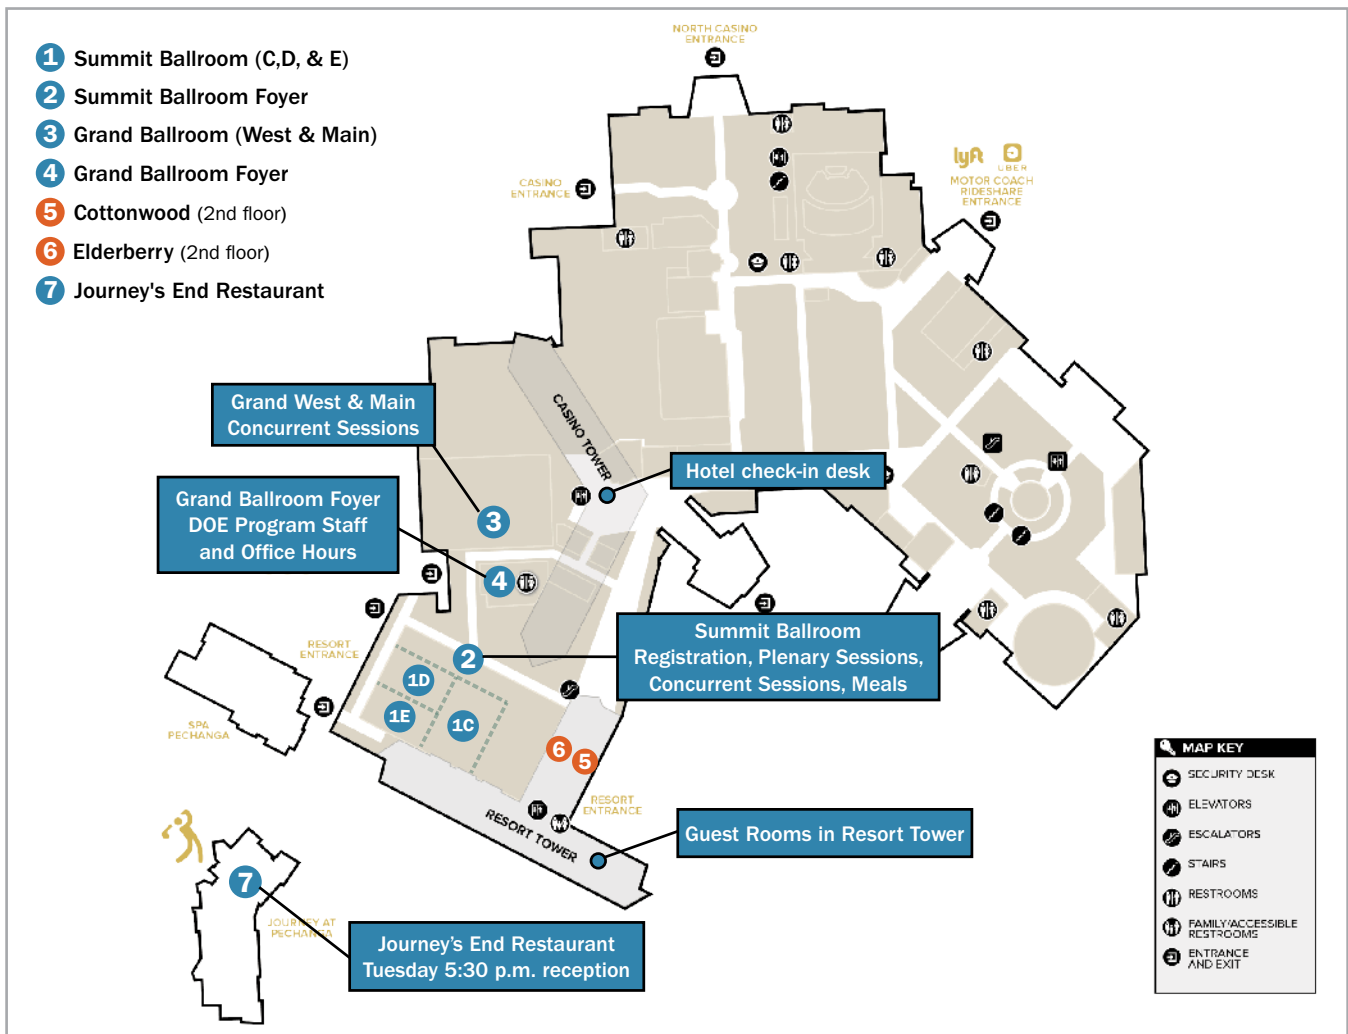 1 Summit Ballroom (C,D, & E)
2 Summit Ballroom Foyer
3 Grand Ballroom (West & Main)
4 Grand Ballroom Foyer
5 Cottonwood (2nd floor)
6 Elderberry (2nd floor)
7 Journey's End Restaurant
NORTH CASINO
ENTRANCE
CASINO
ENTRANCE
lyft
UBER
MOTOR COACH
RIDESHARE
ENTRANCE
Grand West & Main
Concurrent Sessions
CASINO TOWER
Hotel check-in desk
Grand Ballroom Foyer
DOE Program Staff
and Office Hours
3
4
RESORT
ENTRANCE
2
Summit Ballroom
Registration, Plenary Sessions,
Concurrent Sessions, Meals
1D
1E
1C
SPA
PECHANGA
6
5
RESORT
ENTRANCE
RESORT TOWER
Guest Rooms in Resort Tower
7
JOURNEY AT
PECHANGA
Journey’s End Restaurant
Tuesday 5:30 p.m. reception
MAP KEY
SECURITY DESK
ELEVATORS
ESCALATORS
STAIRS
RESTROOMS
FAMILY/ACCESSIBLE
RESTROOMS
ENTRANCE
AND EXIT